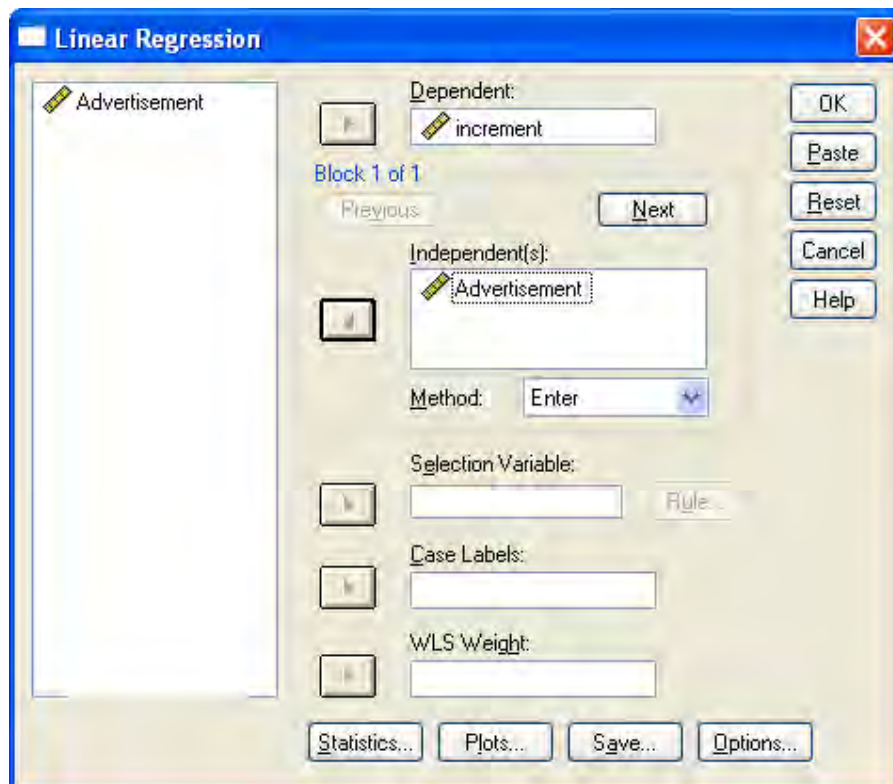 Linear Regression
Advertisement
Dependent:
increment
Block 1 of 1
Previous
Next
Independent(s):
Advertisement
Method: Enter
Selection Variable:
Rule...
Case Labels:
WLS Weight:
OK
Paste
Reset
Cancel
Help
Statistics... Plots... Save... Options...